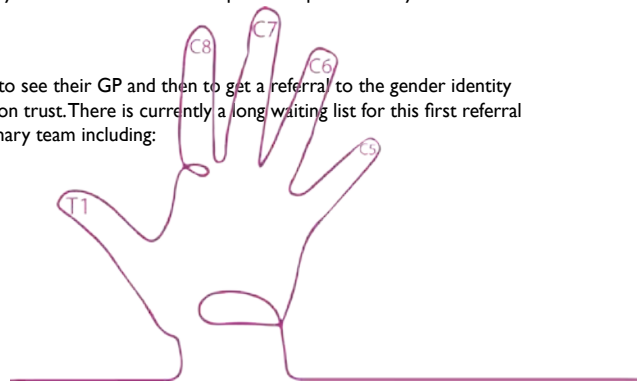 C7
C8
C6
to see their GP and then to get a referral to the gender identity
on trust. There is currently a long waiting list for this first referral
nary team including:
C5
T1